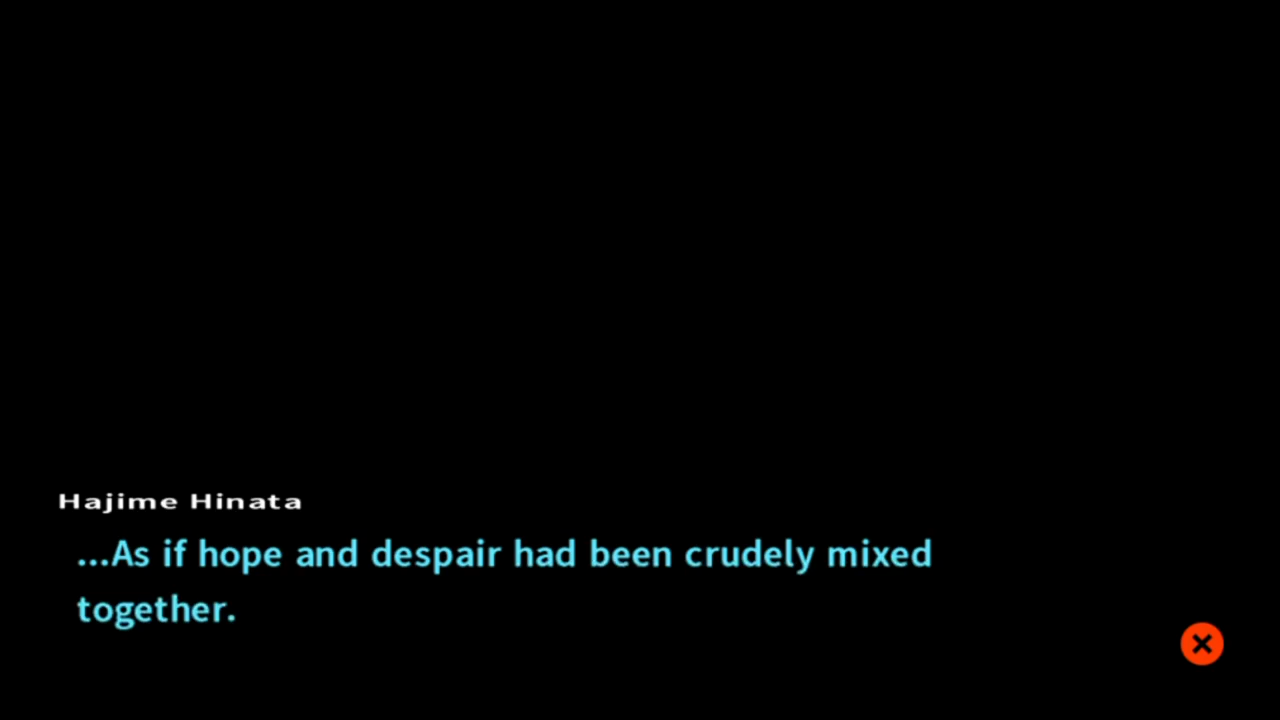 Hajime Hinata
...As if hope and despair had been crudely mixed
together.